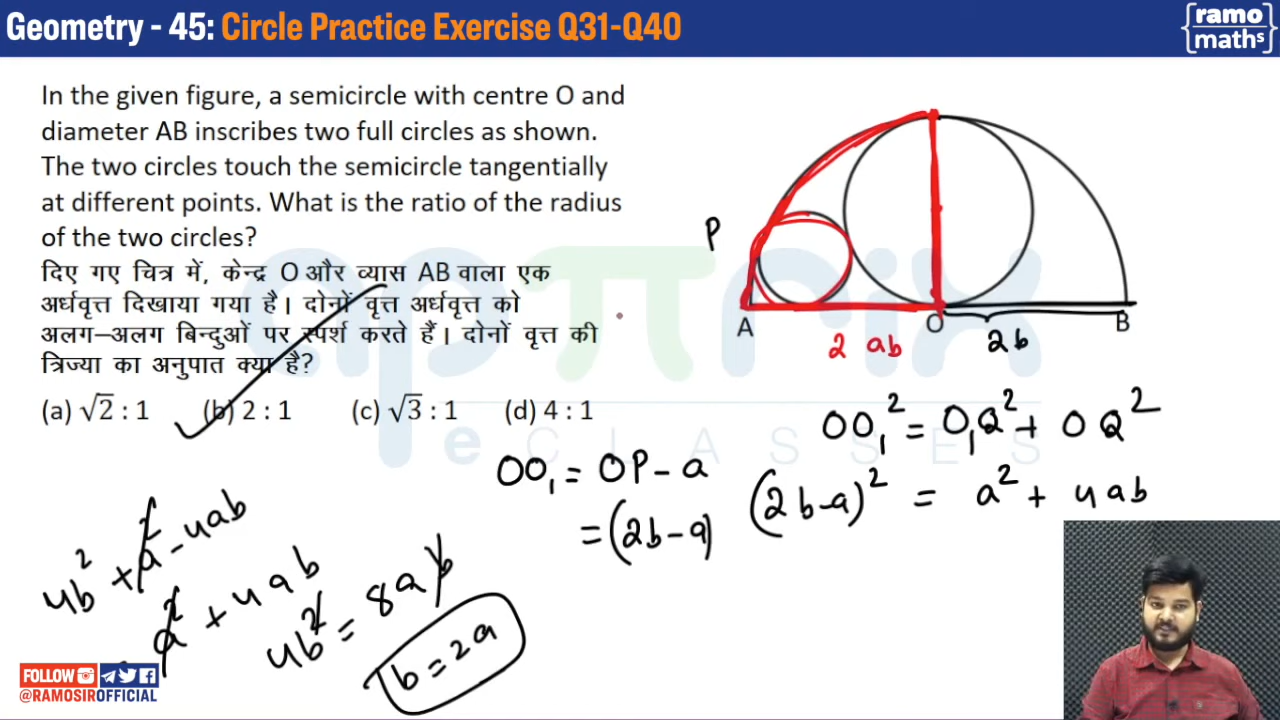 Geometry - 45: Circle Practice Exercise Q31-Q40
ramo
maths
In the given figure, a semicircle with centre O and
diameter AB inscribes two full circles as shown.
The two circles touch the semicircle tangentially
at different points. What is the ratio of the radius
of the two circles?
दिए गए चित्र में, केन्द्र O और व्यास AB वाला एक
अर्धवृत्त दिखाया गया है। दोनों वृत्त अर्धवृत्त को
अलग-अलग बिन्दुओं पर स्पर्श करते हैं। दोनों वृत्त की
त्रिज्या का अनुपात क्या है?
(a) √2 : 1 (b) 2 : 1 (c) √3 : 1 (d) 4 : 1
P
A O B
2 ab 2b
OO₁² = O₁Q² + OQ²
OO₁ = OP - a
(2b-a)² = a² + 4ab
= (2b-a)
4b² + a² - 4ab
= a² + 4ab
4b² = 8ab
b = 2a
eCLASSES
FOLLOW
@RAMOSIROFFICIAL